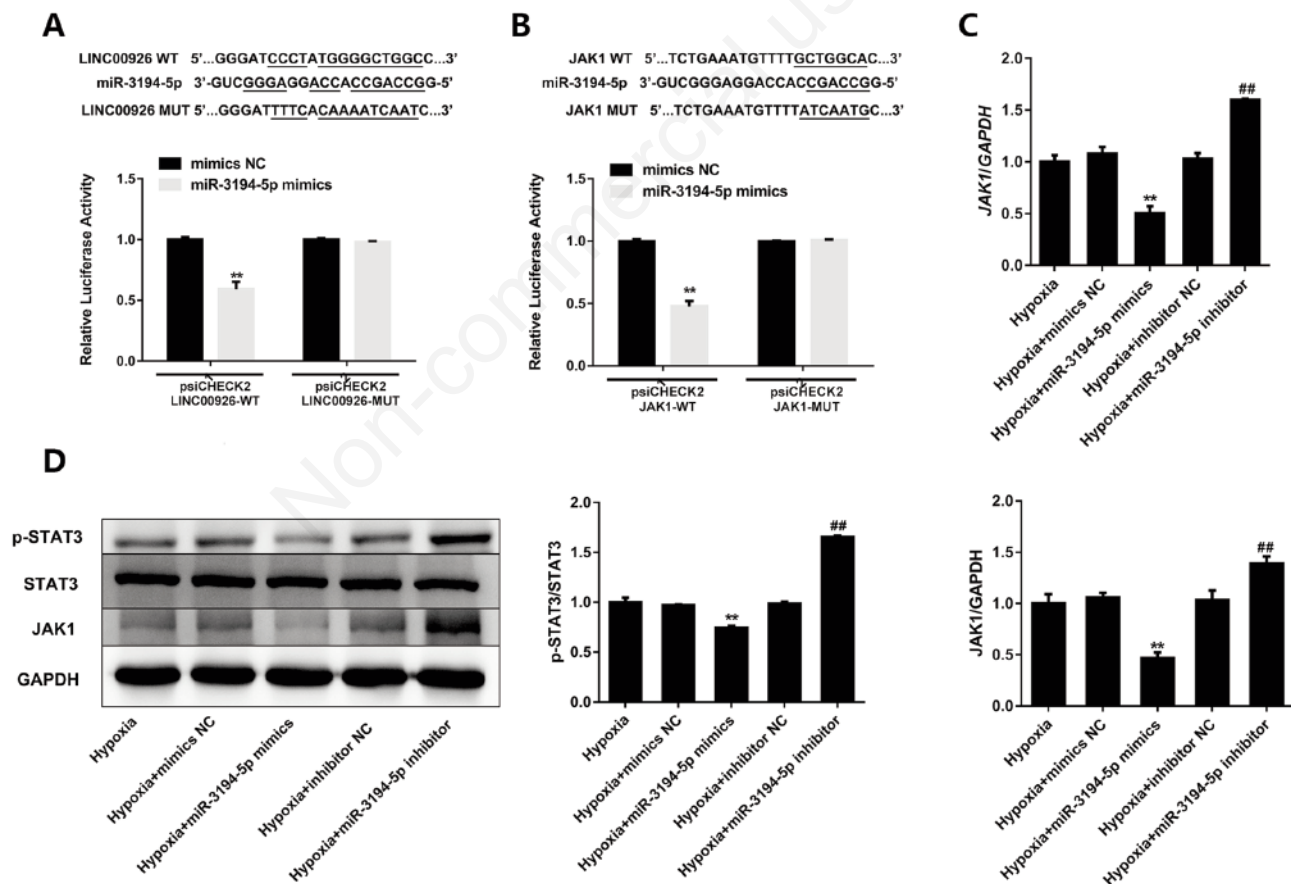 A
LINC00926 WT 5'...GGGATCCCTATGGGGCTGGCC...3'
miR-3194-5p 3'-GUCGGGAGGACCACCGACCGG-5'
LINC00926 MUT 5'...GGGATTTTCACAAAATCAATC...3'
mimics NC
miR-3194-5p mimics
Relative Luciferase Activity
1.5
1.0
0.5
0.0
**
psiCHECK2
LINC00926-WT
psiCHECK2
LINC00926-MUT
B
JAK1 WT 5'...TCTGAAATGTTTTGCTGGCAC...3'
miR-3194-5p 3'-GUCGGGAGGACCACCGACCGG-5'
JAK1 MUT 5'...TCTGAAATGTTTTATCAATGC...3'
mimics NC
miR-3194-5p mimics
Relative Luciferase Activity
1.5
1.0
0.5
0.0
**
psiCHECK2
JAK1-WT
psiCHECK2
JAK1-MUT
C
JAK1/GAPDH
2.0
1.5
1.0
0.5
0.0
**
##
Hypoxia
Hypoxia+mimics NC
Hypoxia+miR-3194-5p mimics
Hypoxia+inhibitor NC
Hypoxia+miR-3194-5p inhibitor
D
p-STAT3
STAT3
JAK1
GAPDH
Hypoxia
Hypoxia+mimics NC
Hypoxia+miR-3194-5p mimics
Hypoxia+inhibitor NC
Hypoxia+miR-3194-5p inhibitor
p-STAT3/STAT3
2.0
1.5
1.0
0.5
0.0
**
##
Hypoxia
Hypoxia+mimics NC
Hypoxia+miR-3194-5p mimics
Hypoxia+inhibitor NC
Hypoxia+miR-3194-5p inhibitor
JAK1/GAPDH
2.0
1.5
1.0
0.5
0.0
**
##
Hypoxia
Hypoxia+mimics NC
Hypoxia+miR-3194-5p mimics
Hypoxia+inhibitor NC
Hypoxia+miR-3194-5p inhibitor
Non-commercial